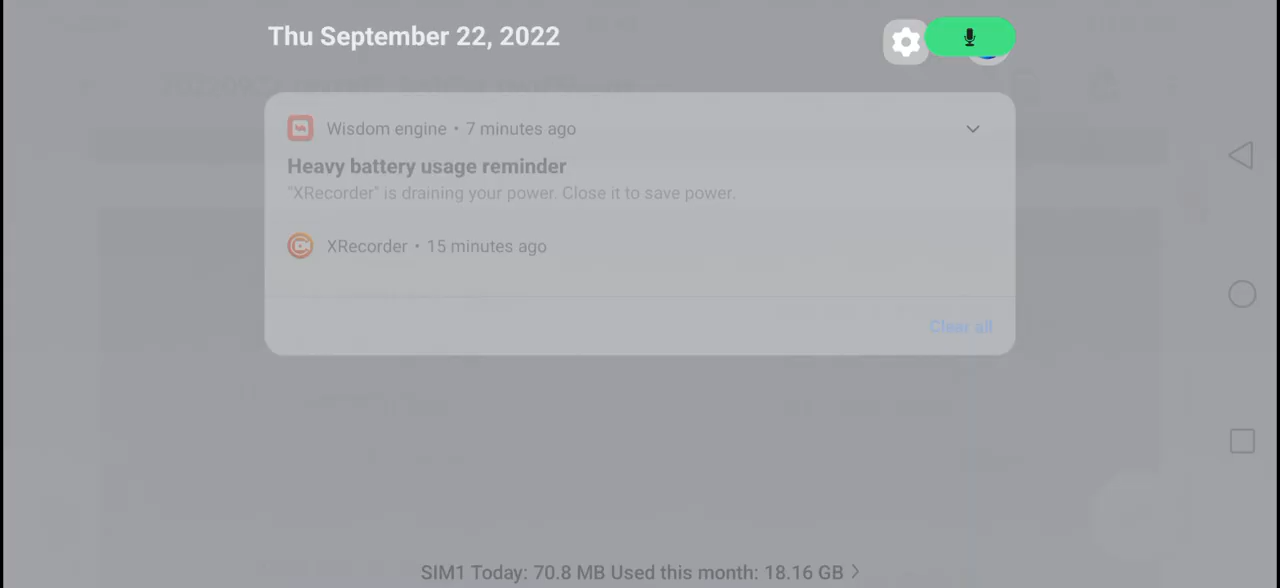 Thu September 22, 2022
Wisdom engine • 7 minutes ago
Heavy battery usage reminder
"XRecorder" is draining your power. Close it to save power.
XRecorder • 15 minutes ago
Clear all
SIM1 Today: 70.8 MB Used this month: 18.16 GB >